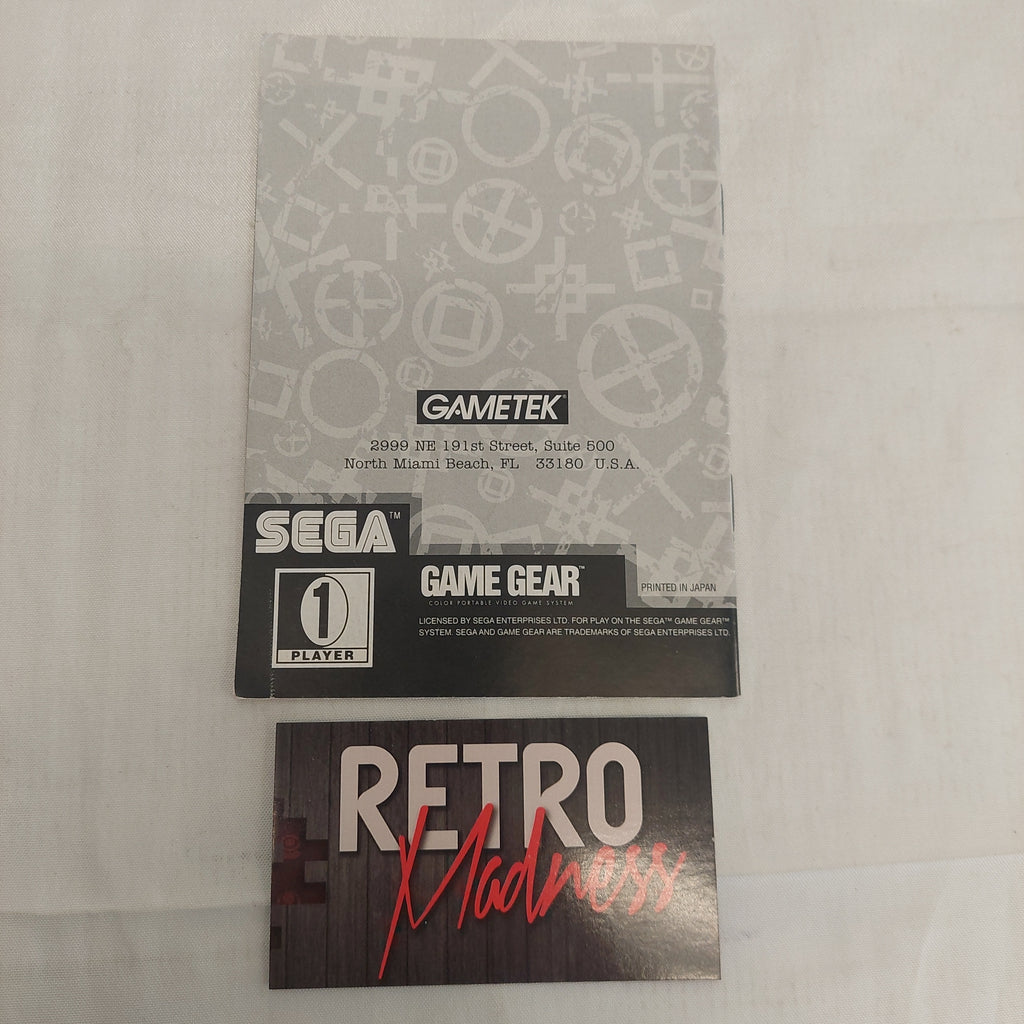 GAMETEK®
2999 NE 191st Street, Suite 500
North Miami Beach, FL 33180 U.S.A.
SEGA™
GAME GEAR™
COLOR PORTABLE VIDEO GAME SYSTEM
PRINTED IN JAPAN
1
PLAYER
LICENSED BY SEGA ENTERPRISES LTD. FOR PLAY ON THE SEGA™ GAME GEAR™
SYSTEM. SEGA AND GAME GEAR ARE TRADEMARKS OF SEGA ENTERPRISES LTD.
RETRO
Madness